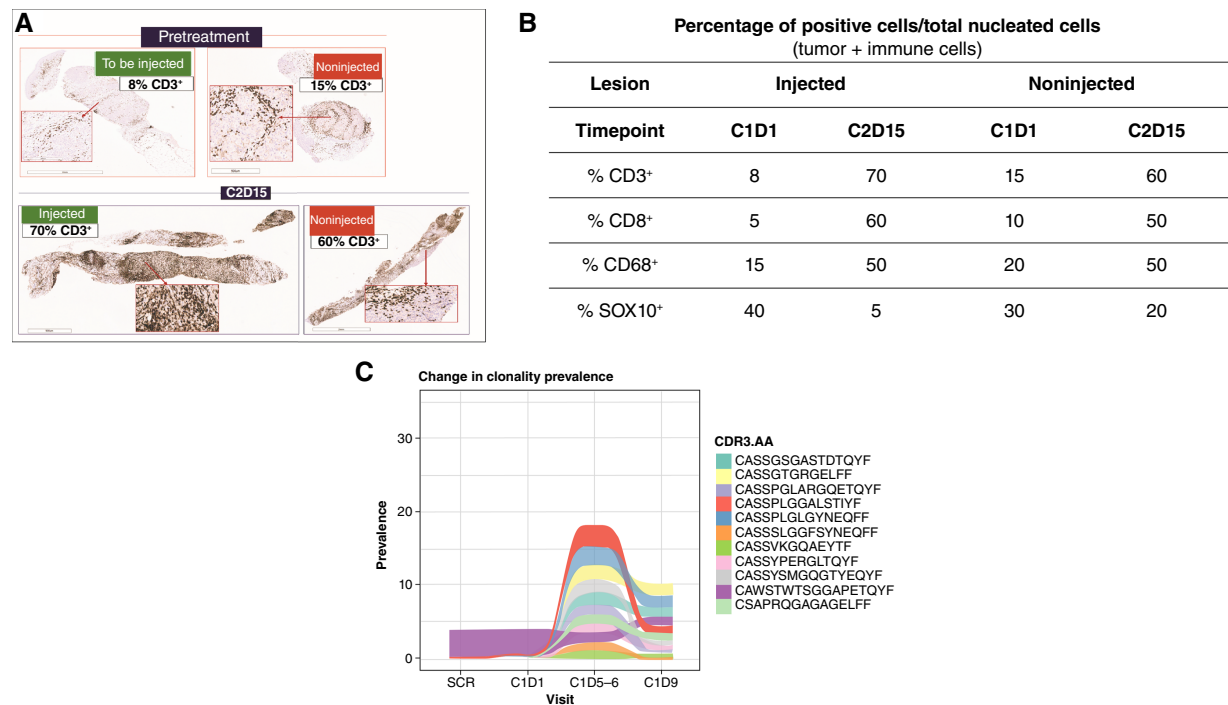 A
Pretreatment
To be injected
8% CD3⁺
Noninjected
15% CD3⁺
C2D15
Injected
70% CD3⁺
Noninjected
60% CD3⁺
B
Percentage of positive cells/total nucleated cells
(tumor + immune cells)
Lesion Injected Noninjected
Timepoint C1D1 C2D15 C1D1 C2D15
% CD3⁺ 8 70 15 60
% CD8⁺ 5 60 10 50
% CD68⁺ 15 50 20 50
% SOX10⁺ 40 5 30 20
C
Change in clonality prevalence
Prevalence
30
20
10
0
SCR C1D1 C1D5–6 C1D9
Visit
CDR3.AA
CASSGSGASTDTQYF
CASSGTGRGELFF
CASSPGLARGQETQYF
CASSPLGGALSTIYF
CASSPLGLGYNEQFF
CASSSLGGFSYNEQFF
CASSVKGQAEYTF
CASSYPERGLTQYF
CASSYSMGQGTYEQYF
CAWSTWTSGGAPETQYF
CSAPRQGAGAGELFF